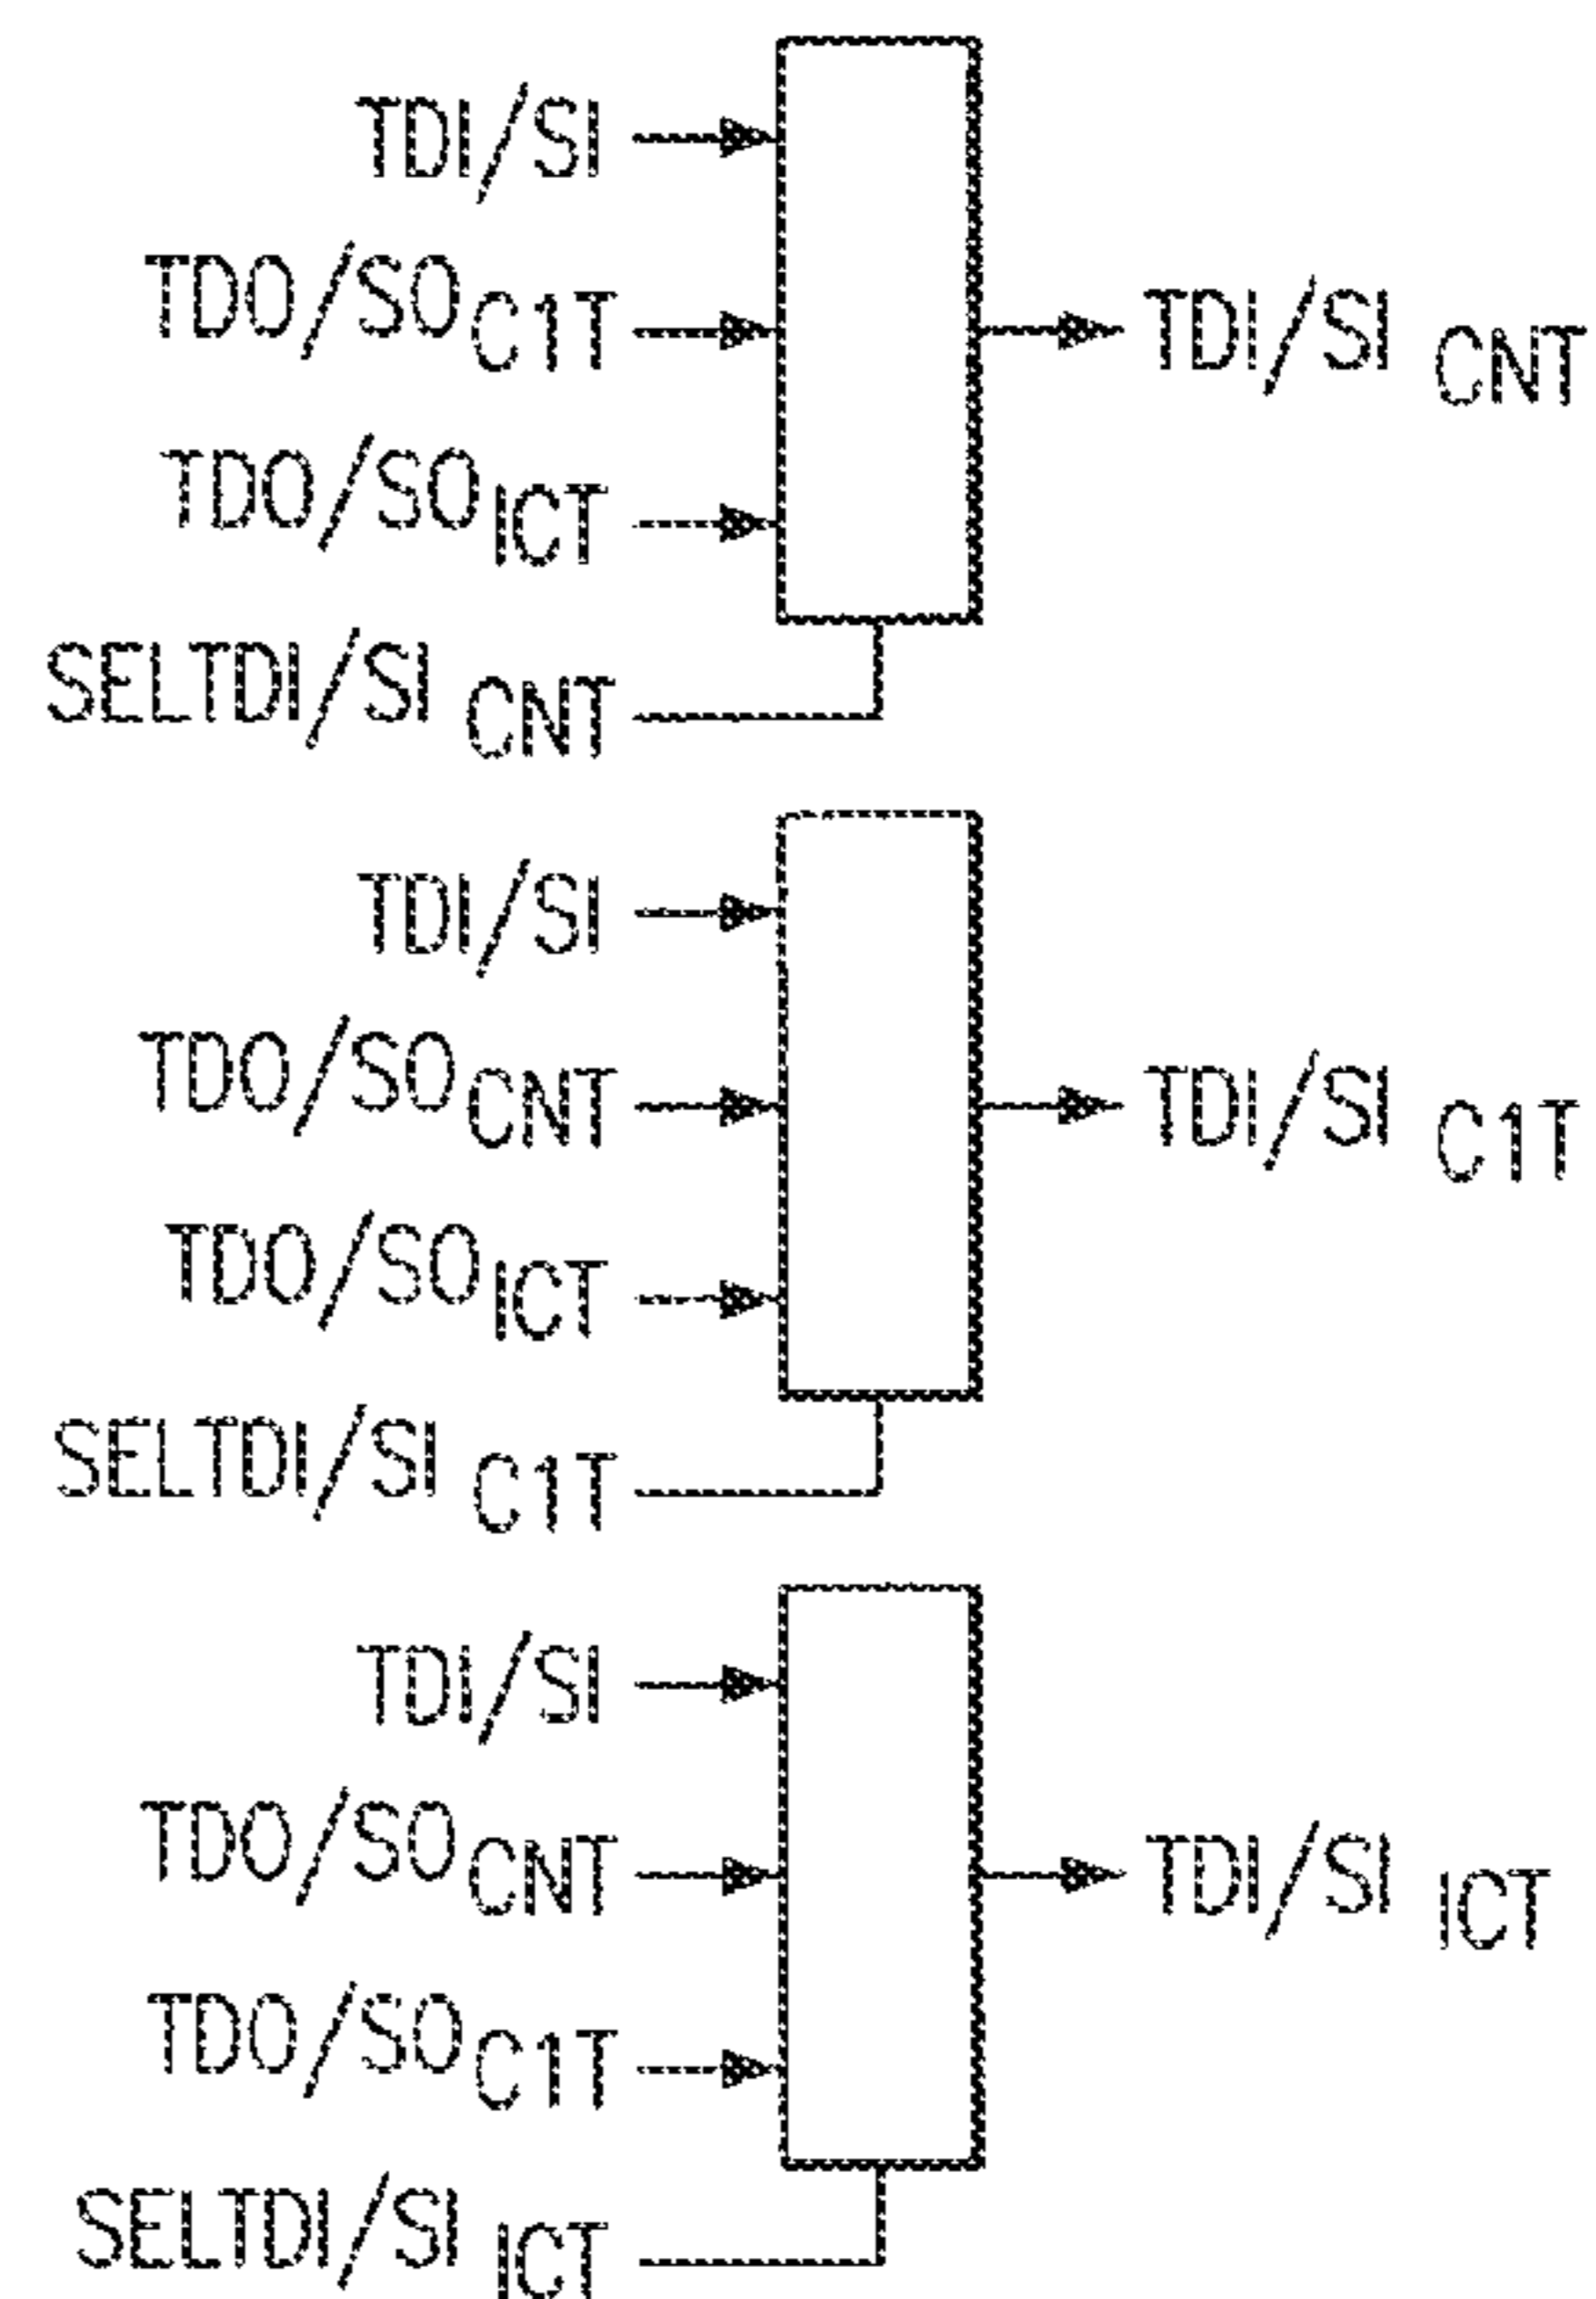 TDI/SI
TDO/SO C1T
TDI/SI CNT
TDO/SO ICT
SELTDI/SI CNT
TDI/SI
TDO/SO CNT
TDI/SI C1T
TDO/SO ICT
SELTDI/SI C1T
TDI/SI
TDO/SO CNT
TDI/SI ICT
TDO/SO C1T
SELTDI/SI ICT